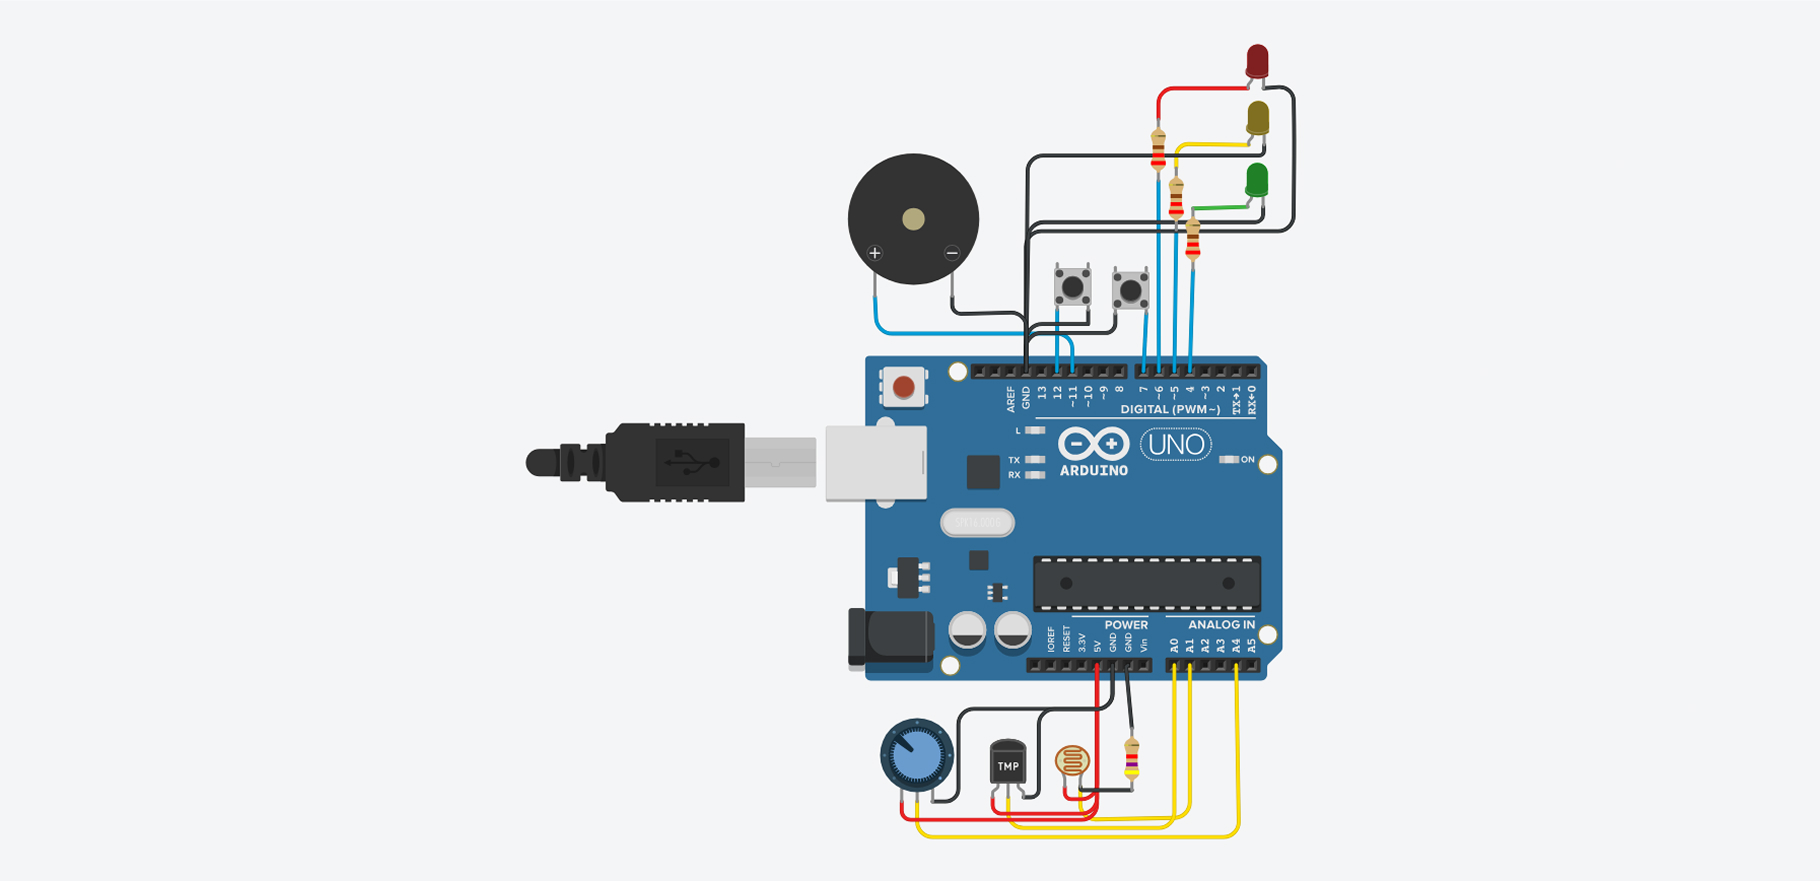 + −
AREF
GND
13
12
~11
~10
~9
8
7
~6
~5
4
~3
2
TX→1
RX←0
DIGITAL (PWM~)
L
TX
RX
ARDUINO
UNO
ON
POWER
ANALOG IN
IOREF
RESET
3.3V
5V
GND
GND
Vin
A0
A1
A2
A3
A4
A5
TMP